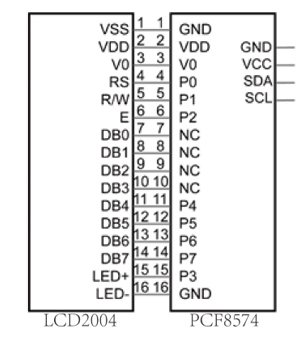 VSS 1 1 GND
VDD 2 2 VDD GND
V0 3 3 V0 VCC
RS 4 4 P0 SDA
R/W 5 5 P1 SCL
E 6 6 P2
DB0 7 7 NC
DB1 8 8 NC
DB2 9 9 NC
DB3 10 10 NC
DB4 11 11 P4
DB5 12 12 P5
DB6 13 13 P6
DB7 14 14 P7
LED+ 15 15 P3
LED- 16 16 GND
LCD2004 PCF8574